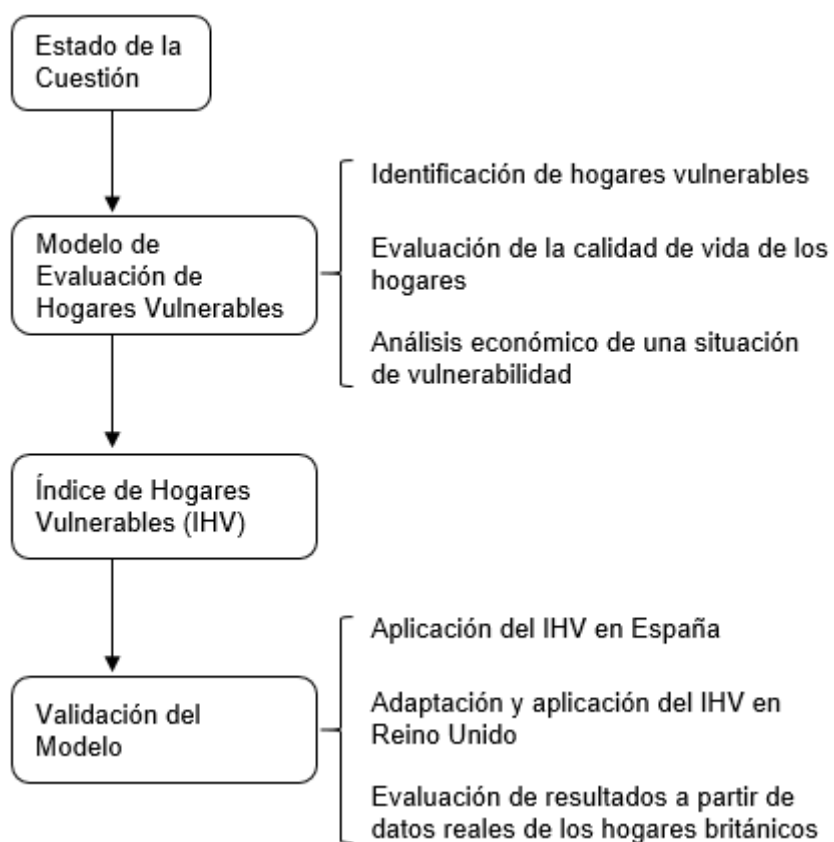 Estado de la
Cuestión
Identificación de hogares vulnerables
Modelo de
Evaluación de
Hogares Vulnerables
Evaluación de la calidad de vida de los
hogares
Análisis económico de una situación
de vulnerabilidad
Índice de Hogares
Vulnerables (IHV)
Aplicación del IHV en España
Validación del
Modelo
Adaptación y aplicación del IHV en
Reino Unido
Evaluación de resultados a partir de
datos reales de los hogares británicos